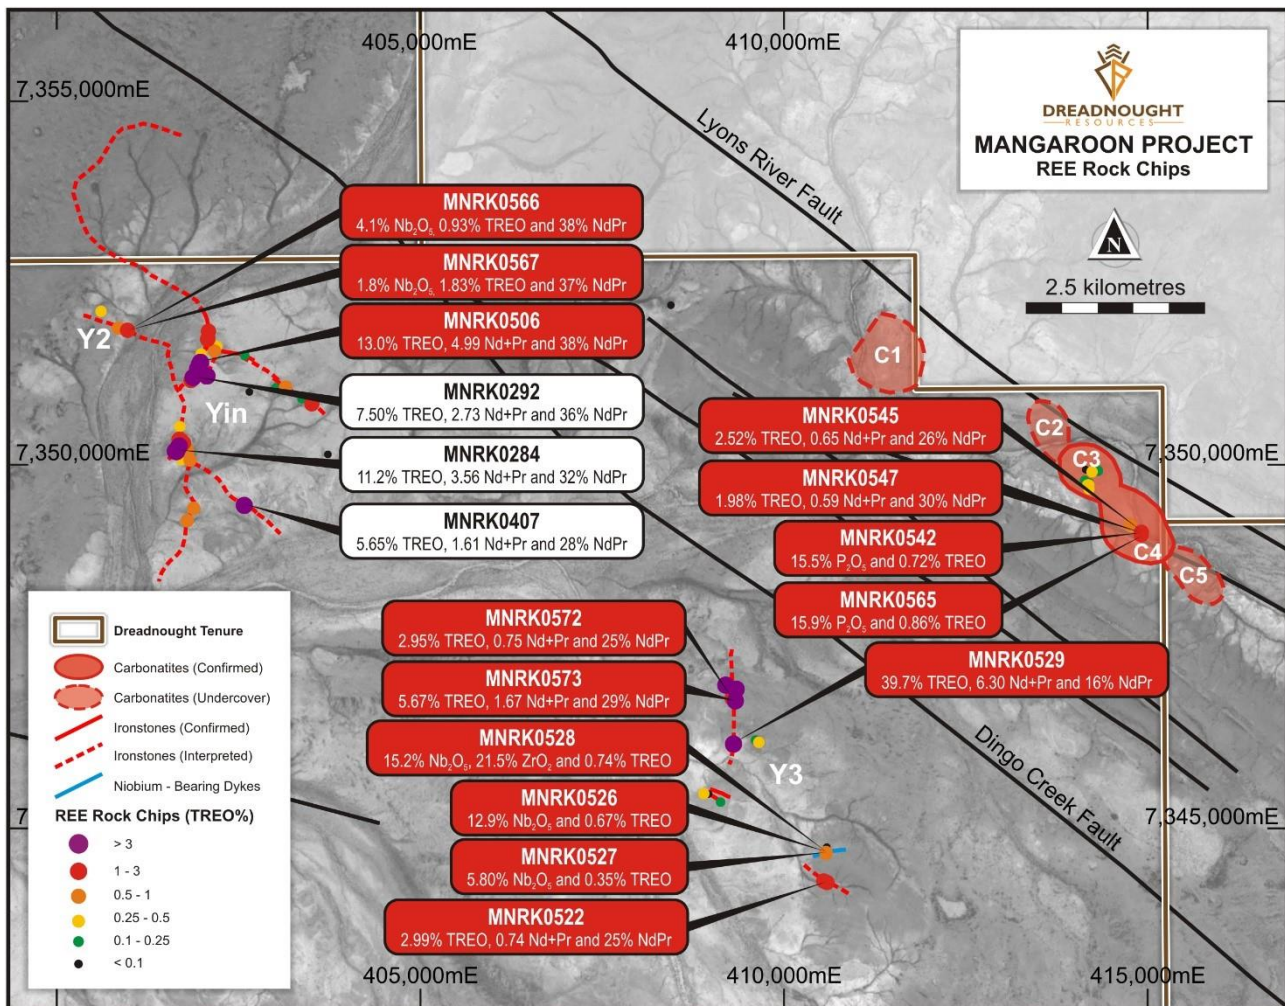 405,000mE
410,000mE
7,355,000mE
DREADNOUGHT
RESOURCES
MANGAROON PROJECT
REE Rock Chips
Lyons River Fault
N
2.5 kilometres
MNRK0566
4.1% Nb₂O₅, 0.93% TREO and 38% NdPr
MNRK0567
1.8% Nb₂O₅, 1.83% TREO and 37% NdPr
MNRK0506
13.0% TREO, 4.99 Nd+Pr and 38% NdPr
MNRK0292
7.50% TREO, 2.73 Nd+Pr and 36% NdPr
MNRK0284
11.2% TREO, 3.56 Nd+Pr and 32% NdPr
MNRK0407
5.65% TREO, 1.61 Nd+Pr and 28% NdPr
Y2
Yin
7,350,000mE
C1
C2
C3
C4
C5
7,350,000mE
MNRK0545
2.52% TREO, 0.65 Nd+Pr and 26% NdPr
MNRK0547
1.98% TREO, 0.59 Nd+Pr and 30% NdPr
MNRK0542
15.5% P₂O₅ and 0.72% TREO
MNRK0565
15.9% P₂O₅ and 0.86% TREO
MNRK0529
39.7% TREO, 6.30 Nd+Pr and 16% NdPr
MNRK0572
2.95% TREO, 0.75 Nd+Pr and 25% NdPr
MNRK0573
5.67% TREO, 1.67 Nd+Pr and 29% NdPr
MNRK0528
15.2% Nb₂O₅, 21.5% ZrO₂ and 0.74% TREO
MNRK0526
12.9% Nb₂O₅ and 0.67% TREO
MNRK0527
5.80% Nb₂O₅ and 0.35% TREO
MNRK0522
2.99% TREO, 0.74 Nd+Pr and 25% NdPr
Y3
Dingo Creek Fault
7,345,000mE
Dreadnought Tenure
Carbonatites (Confirmed)
Carbonatites (Undercover)
Ironstones (Confirmed)
Ironstones (Interpreted)
Niobium - Bearing Dykes
REE Rock Chips (TREO%)
> 3
1 - 3
0.5 - 1
0.25 - 0.5
0.1 - 0.25
< 0.1
405,000mE
410,000mE
415,000mE